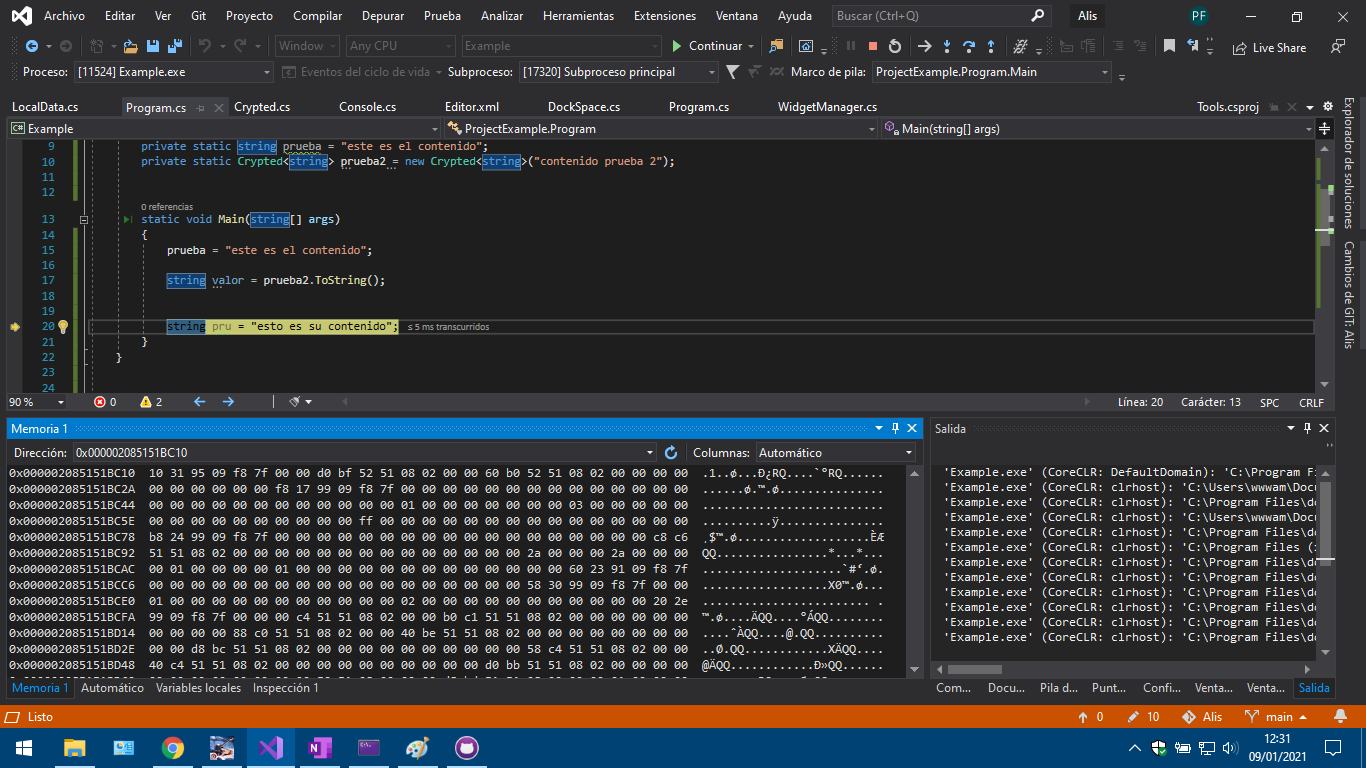 Archivo Editar Ver Git Proyecto Compilar Depurar Prueba Analizar Herramientas Extensiones Ventana Ayuda Buscar (Ctrl+Q) Alis PF
Window Any CPU Example Continuar Live Share
Proceso: [11524] Example.exe Eventos del ciclo de vida Subproceso: [17320] Subproceso principal Marco de pila: ProjectExample.Program.Main
LocalData.cs Program.cs Crypted.cs Console.cs Editor.xml DockSpace.cs Program.cs WidgetManager.cs Tools.csproj
C# Example ProjectExample.Program Main(string[] args)
9 private static string prueba = "este es el contenido";
10 private static Crypted<string> prueba2 = new Crypted<string>("contenido prueba 2");
11
12
0 referencias
13 static void Main(string[] args)
14 {
15 prueba = "este es el contenido";
16
17 string valor = prueba2.ToString();
18
19
20 string pru = "esto es su contenido"; ≤ 5 ms transcurridos
21 }
22 }
23
24
Explorador de soluciones
Cambios de GIT: Alis
90 % 0 2 Línea: 20 Carácter: 13 SPC CRLF
Memoria 1
Dirección: 0x000002085151BC10 Columnas: Automático
0x000002085151BC10 10 31 95 09 f8 7f 00 00 d0 bf 52 51 08 02 00 00 60 b0 52 51 08 02 00 00 00 00 .1..ø...Ð¿RQ....`°RQ......
0x000002085151BC2A 00 00 00 00 00 00 f8 17 99 09 f8 7f 00 00 00 00 00 00 00 00 00 00 00 00 00 00 ......ø.™.ø...............
0x000002085151BC44 00 00 00 00 00 00 00 00 00 00 01 00 00 00 00 00 00 00 03 00 00 00 00 00 00 00 ..........................
0x000002085151BC5E 00 00 00 00 00 00 00 00 ff 00 00 00 00 00 00 00 00 00 00 00 00 00 00 00 00 00 ........ÿ.................
0x000002085151BC78 b8 24 99 09 f8 7f 00 00 00 00 00 00 00 00 00 00 00 00 00 00 00 00 00 00 c8 c6 ¸$™.ø...................ÈÆ
0x000002085151BC92 51 51 08 02 00 00 00 00 00 00 00 00 00 00 00 00 00 00 2a 00 00 00 2a 00 00 00 QQ................*...*...
0x000002085151BCAC 00 01 00 00 00 00 01 00 00 00 00 00 00 00 00 00 00 00 00 00 60 23 91 09 f8 7f ....................`#‘.ø.
0x000002085151BCC6 00 00 00 00 00 00 00 00 00 00 00 00 00 00 00 00 00 00 58 30 99 09 f8 7f 00 00 ..................X0™.ø...
0x000002085151BCE0 01 00 00 00 00 00 00 00 00 00 02 00 00 00 00 00 00 00 00 00 00 00 00 00 20 2e ........................ .
0x000002085151BCFA 99 09 f8 7f 00 00 00 c4 51 51 08 02 00 00 b0 c1 51 51 08 02 00 00 00 00 00 00 ™.ø....ÄQQ....°ÁQQ........
0x000002085151BD14 00 00 00 00 88 c0 51 51 08 02 00 00 40 be 51 51 08 02 00 00 00 00 00 00 00 00
0x000002085151BD2E 00 00 d8 bc 51 51 08 02 00 00 00 00 00 00 00 00 00 00 58 c4 51 51 08 02 00 00
0x000002085151BD48 40 c4 51 51 08 02 00 00 00 00 00 00 00 00 00 00 d0 bb 51 51 08 02 00 00 00 00 @ÄQQ............Ð»QQ......
Memoria 1 Automático Variables locales Inspección 1
Salida
'Example.exe' (CoreCLR: DefaultDomain): 'C:\Program F
'Example.exe' (CoreCLR: clrhost): 'C:\Program Files\do
'Example.exe' (CoreCLR: clrhost): 'C:\Users\wwwam\Docu
'Example.exe' (CoreCLR: clrhost): 'C:\Program Files\do
'Example.exe' (CoreCLR: clrhost): 'C:\Users\wwwam\Docu
'Example.exe' (CoreCLR: clrhost): 'C:\Program Files\do
'Example.exe' (CoreCLR: clrhost): 'C:\Program Files (
'Example.exe' (CoreCLR: clrhost): 'C:\Program Files\do
'Example.exe' (CoreCLR: clrhost): 'C:\Program Files\do
'Example.exe' (CoreCLR: clrhost): 'C:\Program Files\do
'Example.exe' (CoreCLR: clrhost): 'C:\Program Files\do
'Example.exe' (CoreCLR: clrhost): 'C:\Program Files\do
Com... Docu... Pila d... Punt... Confi... Venta... Venta... Salida
Listo 0 10 Alis main
12:31
09/01/2021